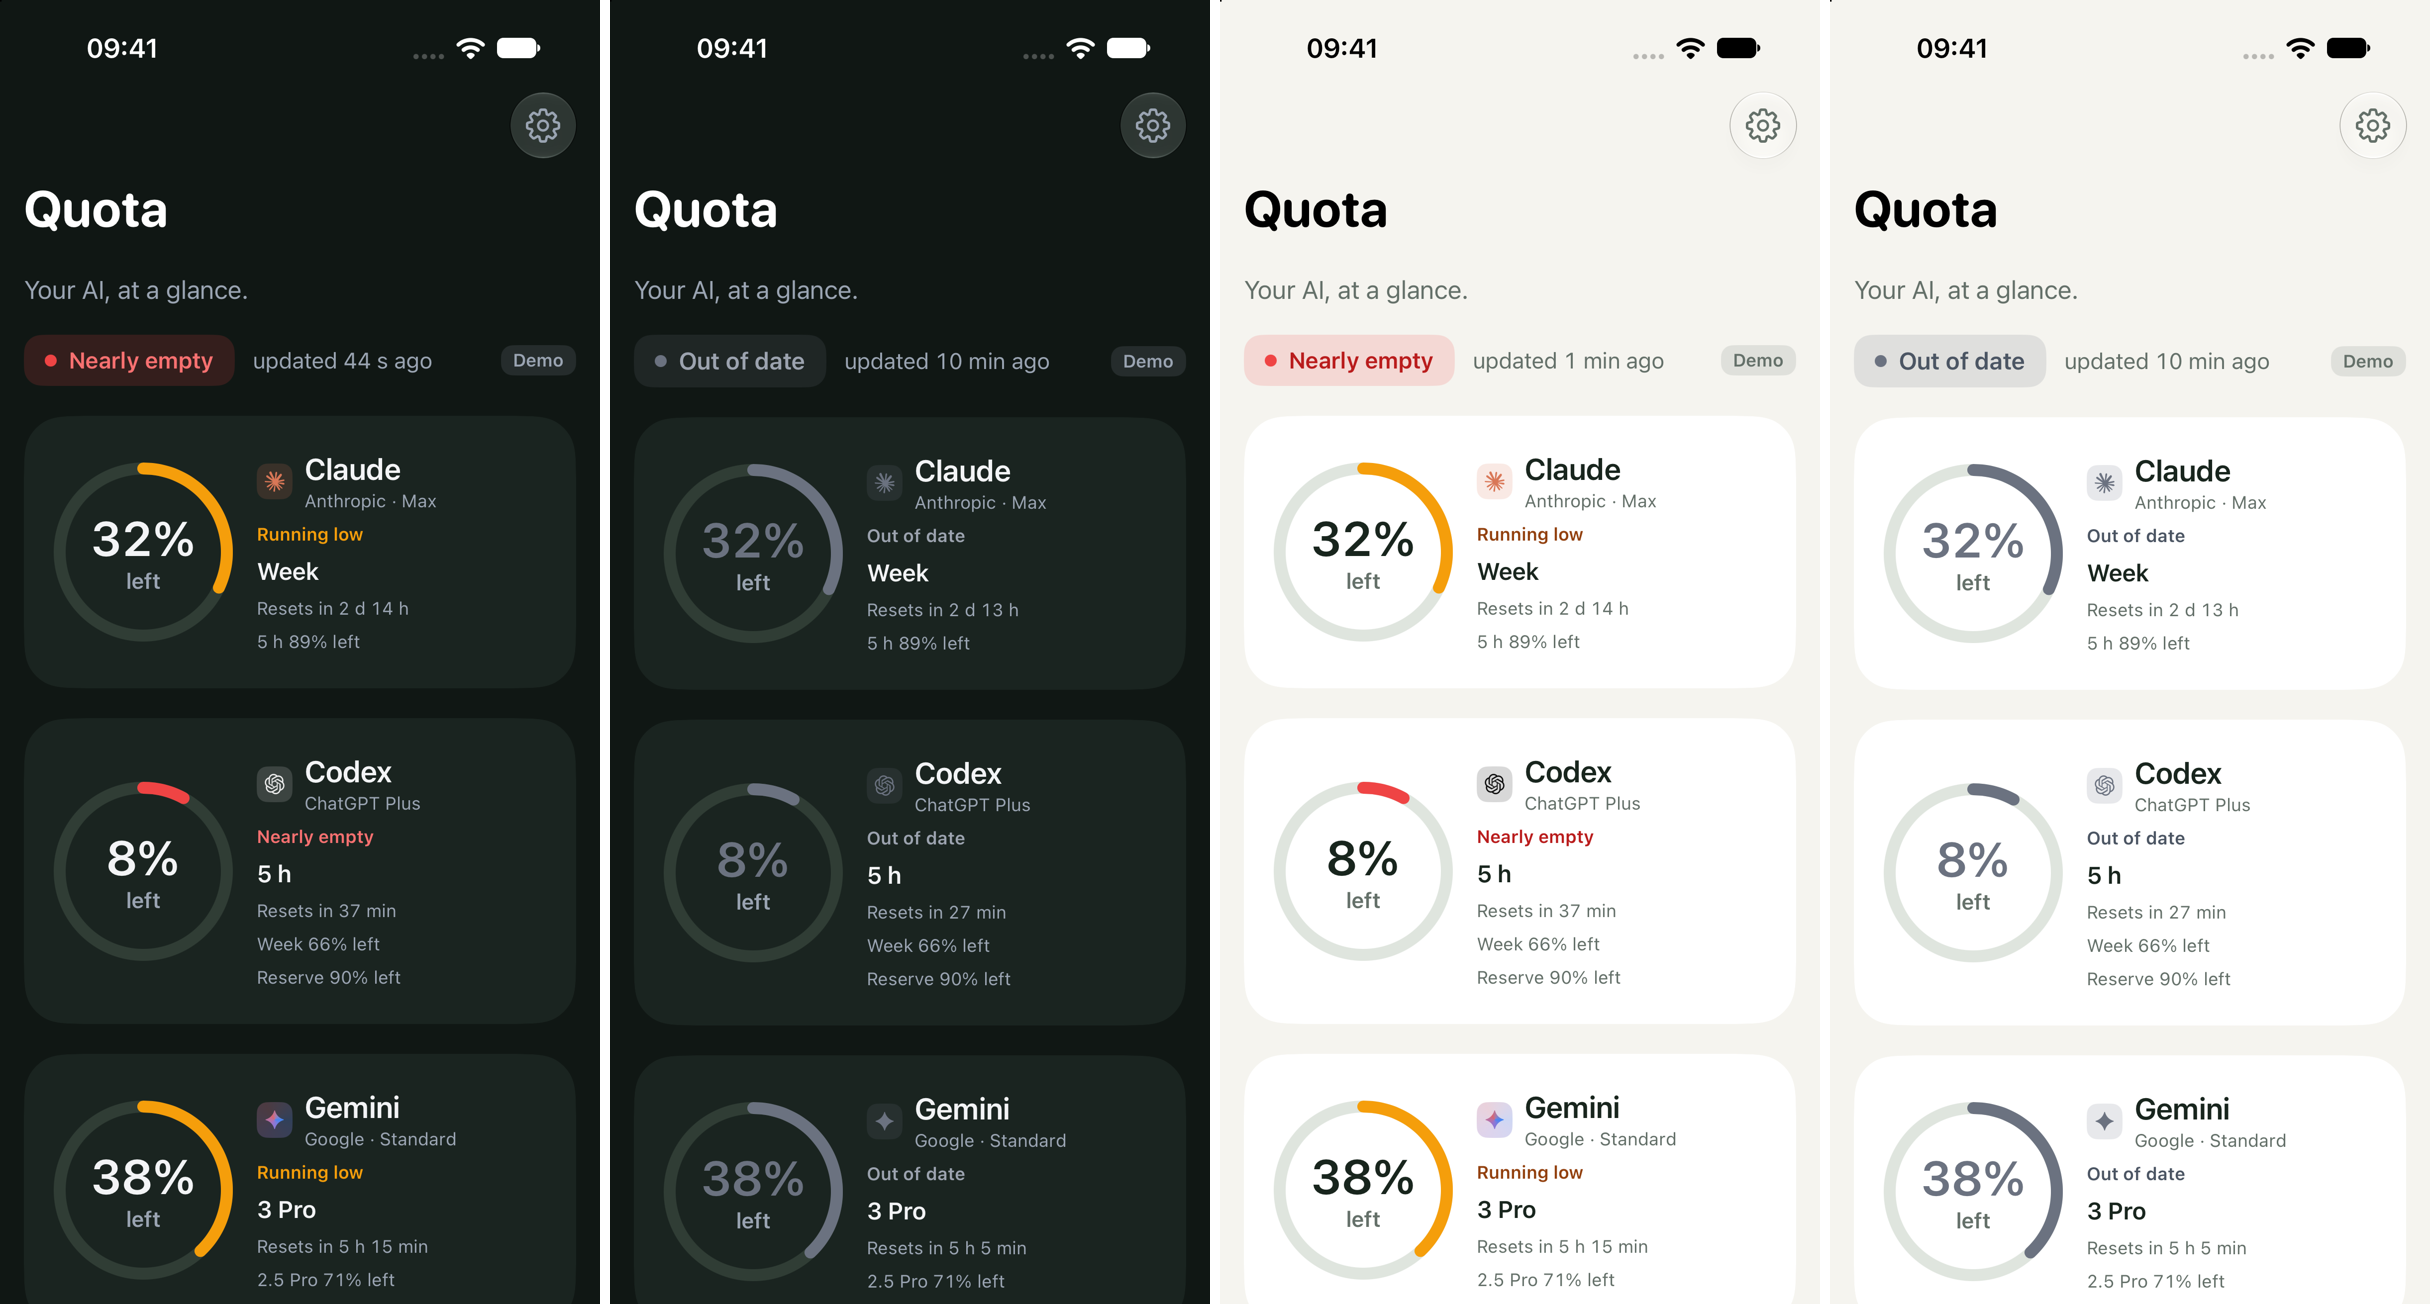 09:41
Quota
Your AI, at a glance.
Nearly empty updated 44 s ago Demo
32%
left
Claude
Anthropic · Max
Running low
Week
Resets in 2 d 14 h
5 h 89% left
8%
left
Codex
ChatGPT Plus
Nearly empty
5 h
Resets in 37 min
Week 66% left
Reserve 90% left
38%
left
Gemini
Google · Standard
Running low
3 Pro
Resets in 5 h 15 min
2.5 Pro 71% left
09:41
Quota
Your AI, at a glance.
Out of date updated 10 min ago Demo
32%
left
Claude
Anthropic · Max
Out of date
Week
Resets in 2 d 13 h
5 h 89% left
8%
left
Codex
ChatGPT Plus
Out of date
5 h
Resets in 27 min
Week 66% left
Reserve 90% left
38%
left
Gemini
Google · Standard
Out of date
3 Pro
Resets in 5 h 5 min
2.5 Pro 71% left
09:41
Quota
Your AI, at a glance.
Nearly empty updated 1 min ago Demo
32%
left
Claude
Anthropic · Max
Running low
Week
Resets in 2 d 14 h
5 h 89% left
8%
left
Codex
ChatGPT Plus
Nearly empty
5 h
Resets in 37 min
Week 66% left
Reserve 90% left
38%
left
Gemini
Google · Standard
Running low
3 Pro
Resets in 5 h 15 min
2.5 Pro 71% left
09:41
Quota
Your AI, at a glance.
Out of date updated 10 min ago Demo
32%
left
Claude
Anthropic · Max
Out of date
Week
Resets in 2 d 13 h
5 h 89% left
8%
left
Codex
ChatGPT Plus
Out of date
5 h
Resets in 27 min
Week 66% left
Reserve 90% left
38%
left
Gemini
Google · Standard
Out of date
3 Pro
Resets in 5 h 5 min
2.5 Pro 71% left